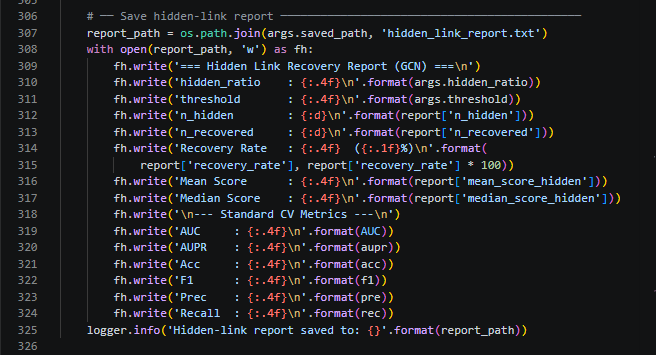 305
306 # ── Save hidden-link report ──────────────────────────────────────────
307 report_path = os.path.join(args.saved_path, 'hidden_link_report.txt')
308 with open(report_path, 'w') as fh:
309     fh.write('=== Hidden Link Recovery Report (GCN) ===\n')
310     fh.write('hidden_ratio    : {:.4f}\n'.format(args.hidden_ratio))
311     fh.write('threshold       : {:.4f}\n'.format(args.threshold))
312     fh.write('n_hidden        : {:d}\n'.format(report['n_hidden']))
313     fh.write('n_recovered     : {:d}\n'.format(report['n_recovered']))
314     fh.write('Recovery Rate   : {:.4f}  ({:.1f}%)\n'.format(
315         report['recovery_rate'], report['recovery_rate'] * 100))
316     fh.write('Mean Score      : {:.4f}\n'.format(report['mean_score_hidden']))
317     fh.write('Median Score    : {:.4f}\n'.format(report['median_score_hidden']))
318     fh.write('\n--- Standard CV Metrics ---\n')
319     fh.write('AUC     : {:.4f}\n'.format(AUC))
320     fh.write('AUPR    : {:.4f}\n'.format(aupr))
321     fh.write('Acc     : {:.4f}\n'.format(acc))
322     fh.write('F1      : {:.4f}\n'.format(f1))
323     fh.write('Prec    : {:.4f}\n'.format(pre))
324     fh.write('Recall  : {:.4f}\n'.format(rec))
325 logger.info('Hidden-link report saved to: {}'.format(report_path))
326